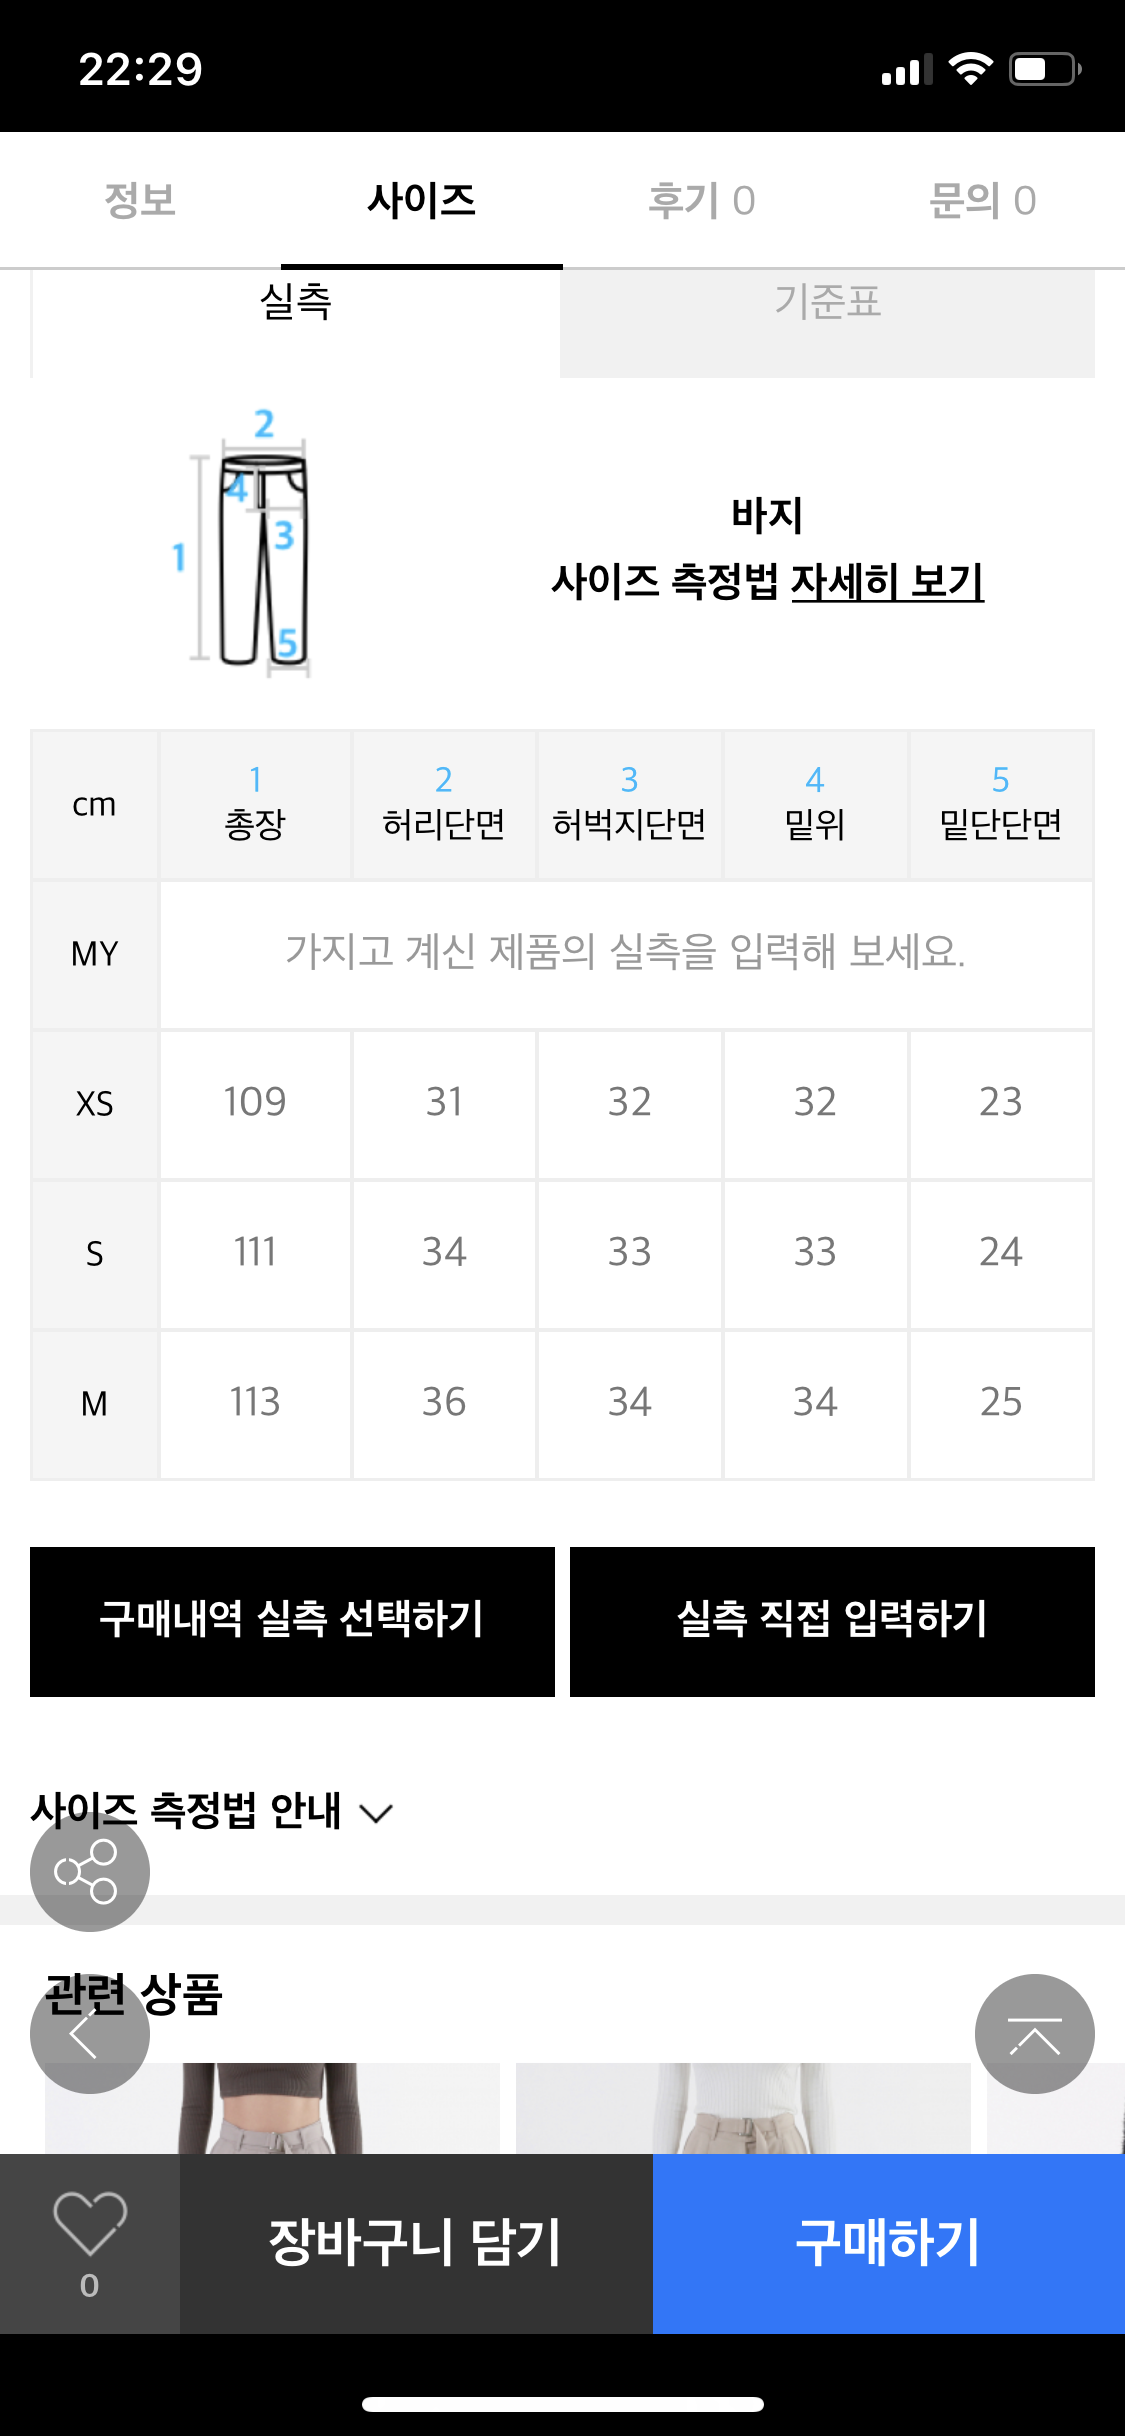 22:29
정보 사이즈 후기 0 문의 0
실측 기준표
2
4
3
1
5
바지
사이즈 측정법 자세히 보기
cm 1 총장 2 허리단면 3 허벅지단면 4 밑위 5 밑단단면
MY 가지고 계신 제품의 실측을 입력해 보세요.
XS 109 31 32 32 23
S 111 34 33 33 24
M 113 36 34 34 25
구매내역 실측 선택하기 실측 직접 입력하기
사이즈 측정법 안내
관련 상품
0 장바구니 담기 구매하기